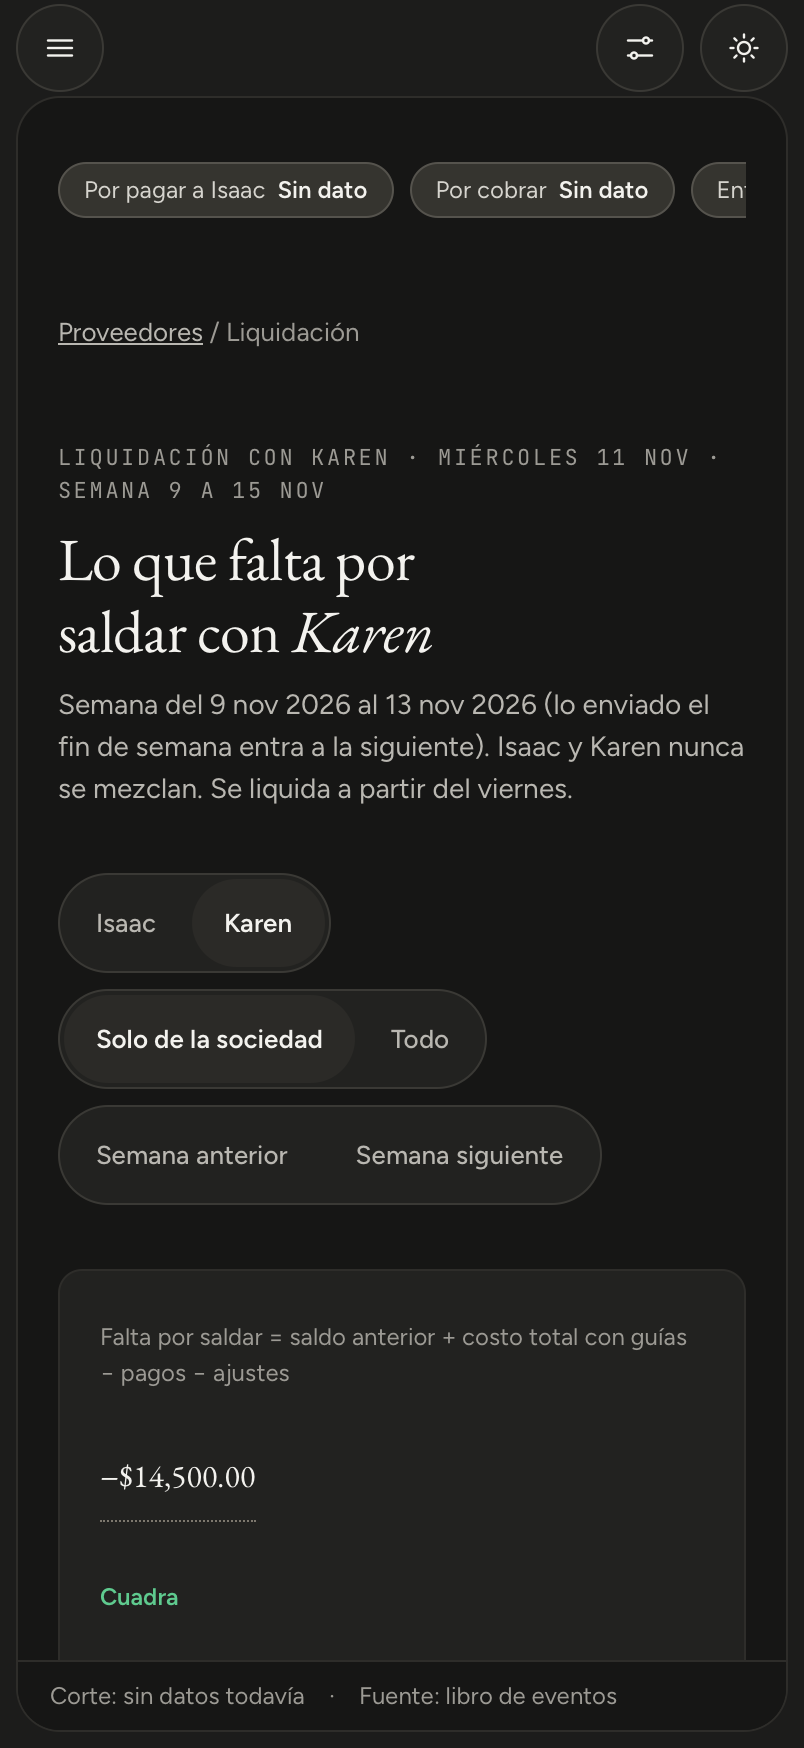 Por pagar a Isaac Sin dato
Por cobrar Sin dato
Proveedores / Liquidación
LIQUIDACIÓN CON KAREN · MIÉRCOLES 11 NOV ·
SEMANA 9 A 15 NOV
Lo que falta por
saldar con Karen
Semana del 9 nov 2026 al 13 nov 2026 (lo enviado el
fin de semana entra a la siguiente). Isaac y Karen nunca
se mezclan. Se liquida a partir del viernes.
Isaac Karen
Solo de la sociedad Todo
Semana anterior Semana siguiente
Falta por saldar = saldo anterior + costo total con guías
− pagos − ajustes
−$14,500.00
Cuadra
Corte: sin datos todavía · Fuente: libro de eventos